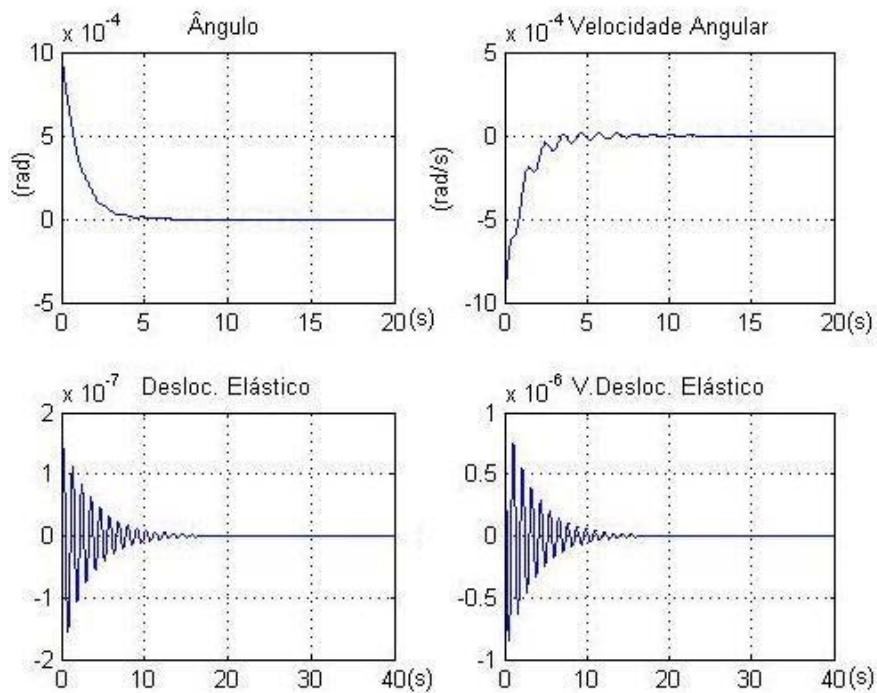 x 10^-4
Ângulo
10
5
0
-5
(rad)
0 5 10 15 20 (s)
x 10^-4 Velocidade Angular
5
0
-5
-10
(rad/s)
0 5 10 15 20 (s)
x 10^-7 Desloc. Elástico
2
1
0
-1
-2
0 10 20 30 40 (s)
x 10^-6 V.Desloc. Elástico
1
0.5
0
-0.5
-1
0 10 20 30 40 (s)